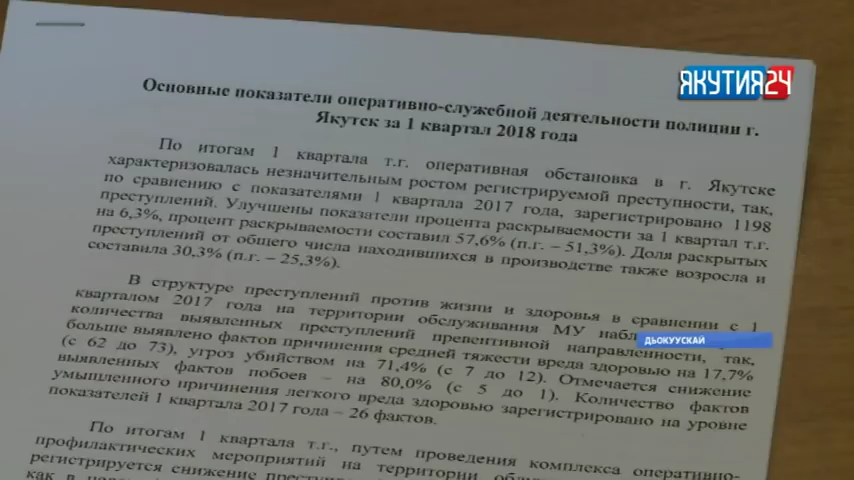 ЯКУТИЯ24
Основные показатели оперативно-служебной деятельности полиции г.
Якутск за 1 квартал 2018 года
По итогам 1 квартала т.г. оперативная обстановка в г. Якутске
характеризовалась незначительным ростом регистрируемой преступности, так,
по сравнению с показателями 1 квартала 2017 года, зарегистрировано 1198
преступлений. Улучшены показатели процента раскрываемости за 1 квартал т.г.
на 6,3%, процент раскрываемости составил 57,6% (п.г. – 51,3%). Доля раскрытых
преступлений от общего числа находившихся в производстве также возросла и
составила 30,3% (п.г. – 25,3%).
В структуре преступлений против жизни и здоровья в сравнении с 1
кварталом 2017 года на территории обслуживания МУ
количества выявленных преступлений превентивной направленности, так,
ДЬОКУУСКАЙ
больше выявлено фактов причинения средней тяжести вреда здоровью на 17,7%
(с 62 до 73), угроз убийством на 71,4% (с 7 до 12). Отмечается снижение
выявленных фактов побоев – на 80,0% (с 5 до 1). Количество фактов
умышленного причинения легкого вреда здоровью зарегистрировано на уровне
показателей 1 квартала 2017 года – 26 фактов.
По итогам 1 квартала т.г., путем проведения комплекса оперативно-
профилактических мероприятий на территории
регистрируется снижение
как в